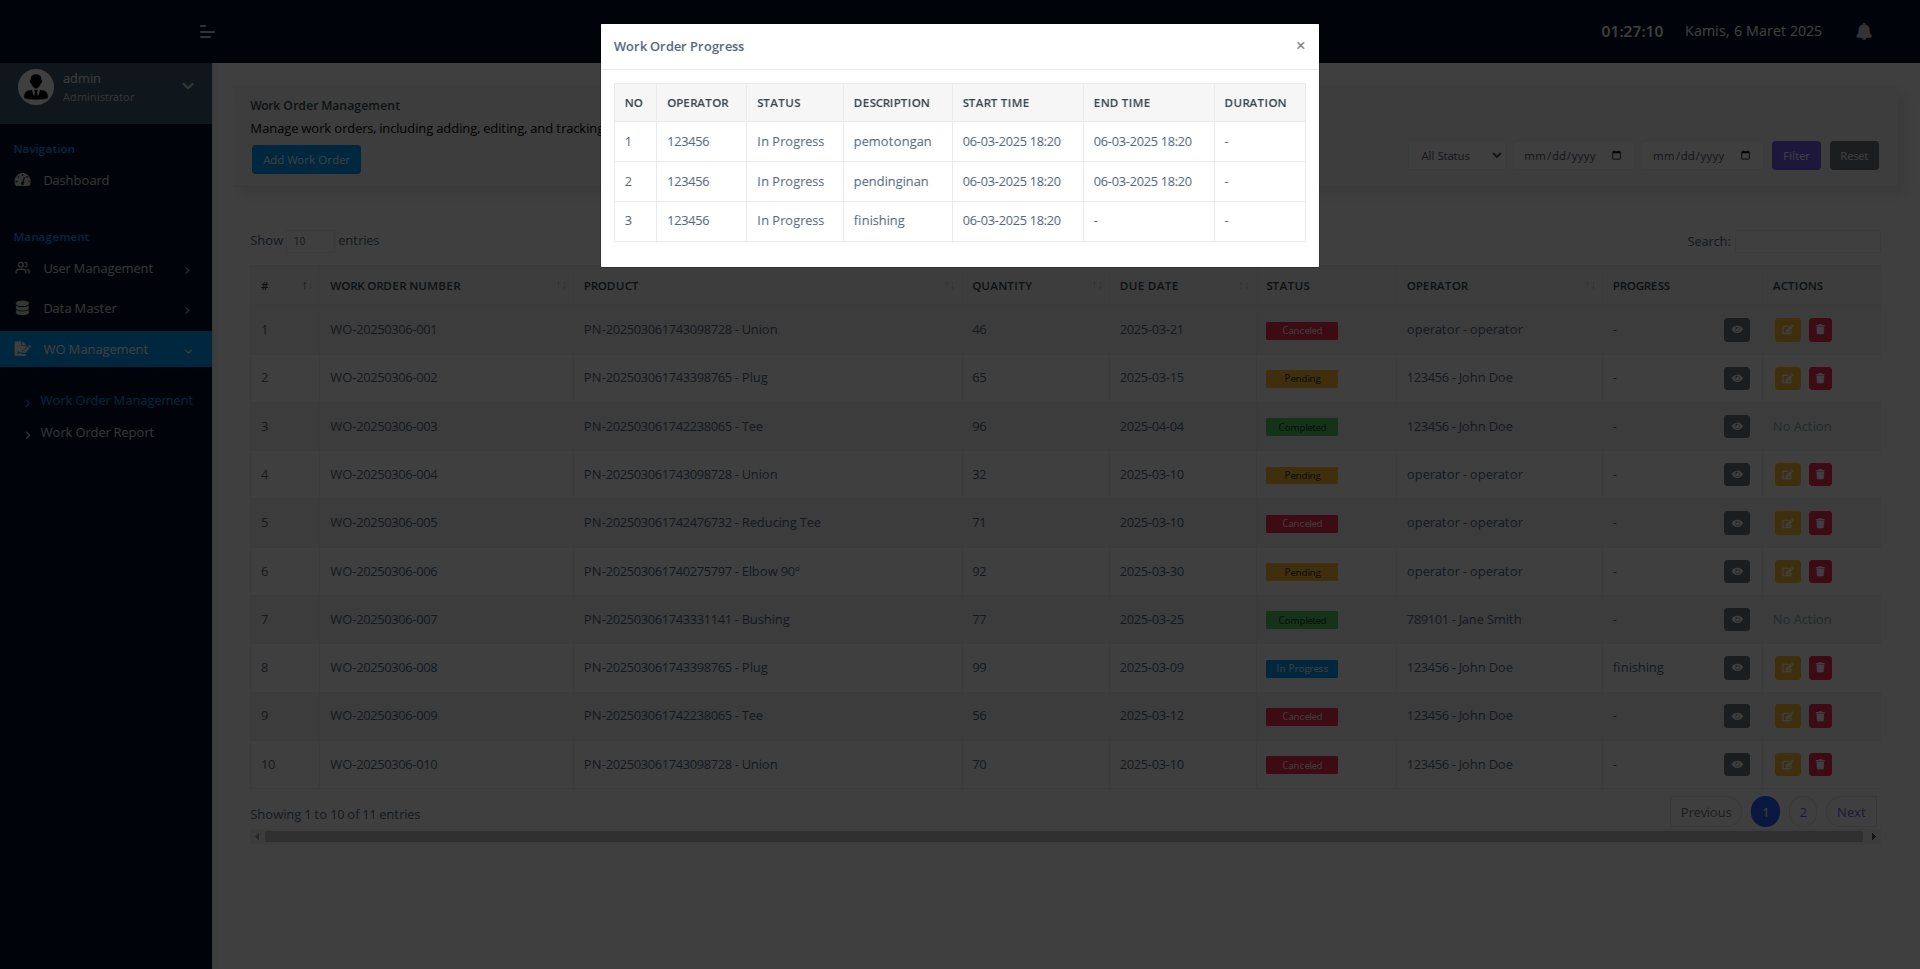 01:27:10 Kamis, 6 Maret 2025
admin
Administrator
Navigation
Dashboard
Management
User Management
Data Master
WO Management
Work Order Management
Work Order Report
Work Order Progress ×
NO OPERATOR STATUS DESCRIPTION START TIME END TIME DURATION
1 123456 In Progress pemotongan 06-03-2025 18:20 06-03-2025 18:20 -
2 123456 In Progress pendinginan 06-03-2025 18:20 06-03-2025 18:20 -
3 123456 In Progress finishing 06-03-2025 18:20 - -
Work Order Management
Manage work orders, including adding, editing, and tracking
Add Work Order
All Status mm/dd/yyyy mm/dd/yyyy Filter Reset
Show 10 entries Search:
# WORK ORDER NUMBER PRODUCT QUANTITY DUE DATE STATUS OPERATOR PROGRESS ACTIONS
1 WO-20250306-001 PN-202503061743098728 - Union 46 2025-03-21 Canceled operator - operator -
2 WO-20250306-002 PN-202503061743398765 - Plug 65 2025-03-15 Pending 123456 - John Doe -
3 WO-20250306-003 PN-202503061742238065 - Tee 96 2025-04-04 Completed 123456 - John Doe - No Action
4 WO-20250306-004 PN-202503061743098728 - Union 32 2025-03-10 Pending operator - operator -
5 WO-20250306-005 PN-202503061742476732 - Reducing Tee 71 2025-03-10 Canceled operator - operator -
6 WO-20250306-006 PN-202503061740275797 - Elbow 90° 92 2025-03-30 Pending operator - operator -
7 WO-20250306-007 PN-202503061743331141 - Bushing 77 2025-03-25 Completed 789101 - Jane Smith - No Action
8 WO-20250306-008 PN-202503061743398765 - Plug 99 2025-03-09 In Progress 123456 - John Doe finishing
9 WO-20250306-009 PN-202503061742238065 - Tee 56 2025-03-12 Canceled 123456 - John Doe -
10 WO-20250306-010 PN-202503061743098728 - Union 70 2025-03-10 Canceled 123456 - John Doe -
Showing 1 to 10 of 11 entries Previous 1 2 Next